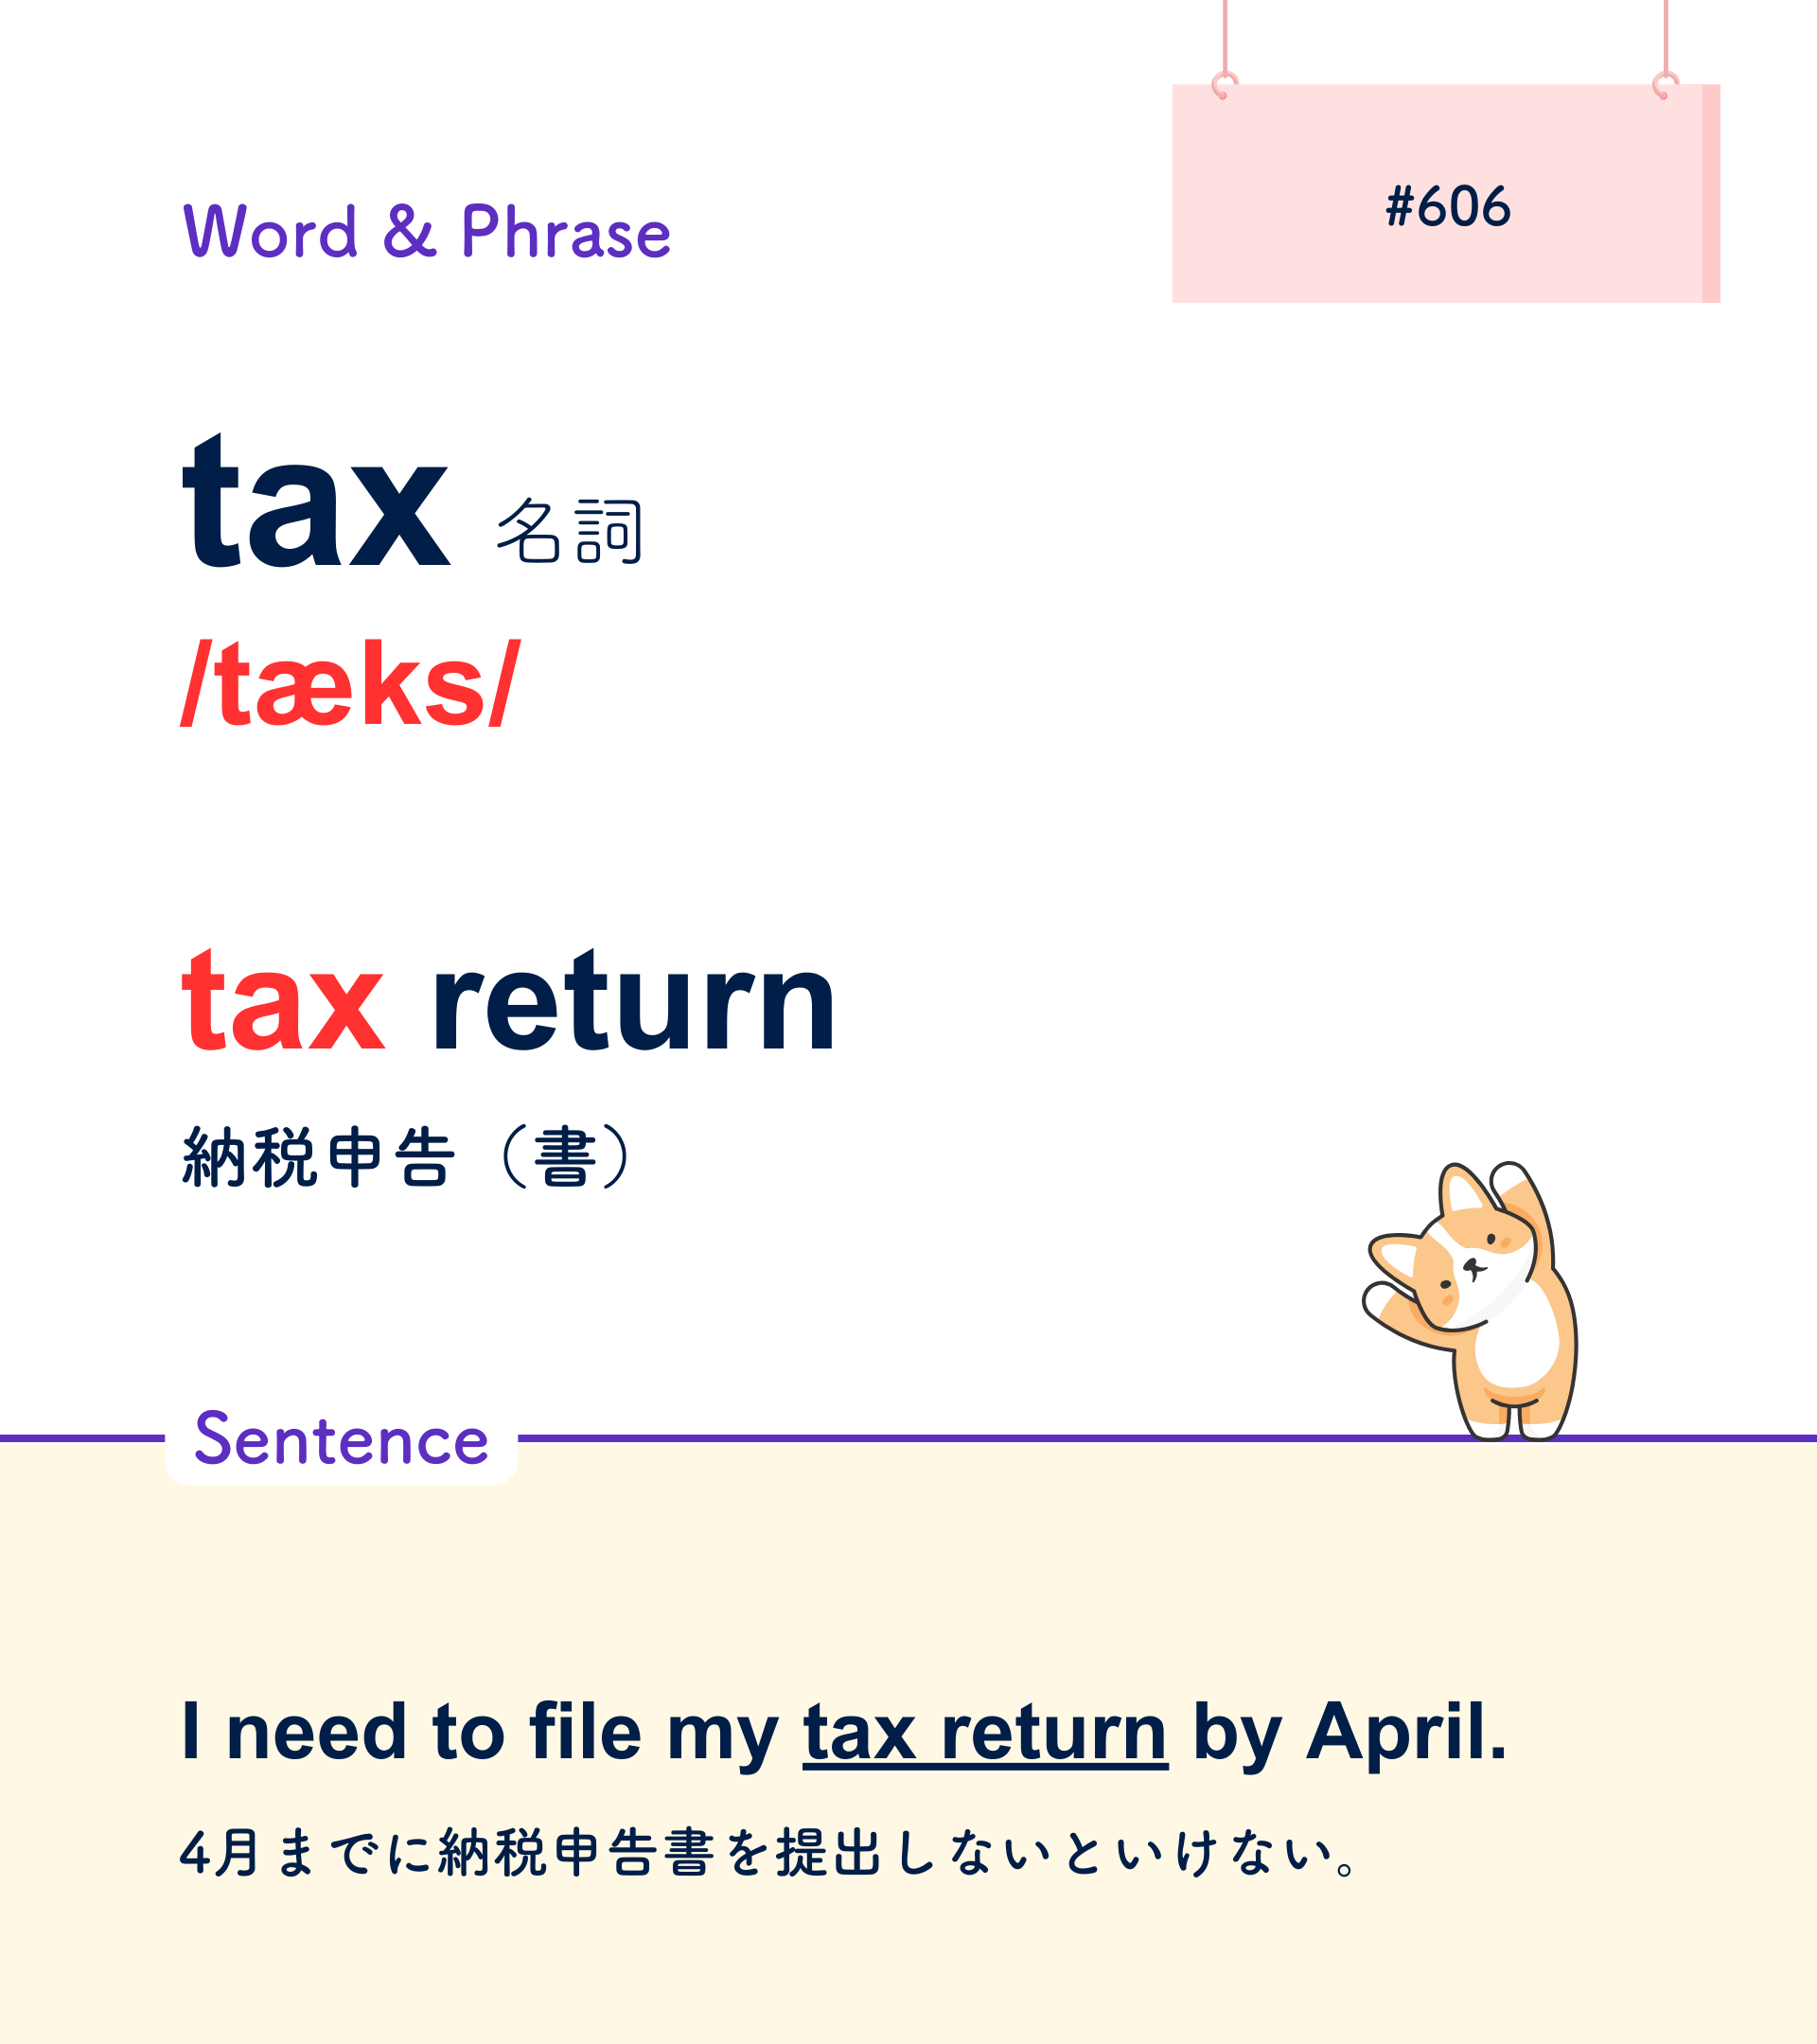 #606
Word & Phrase
tax 名詞
/tæks/
tax return
納税申告（書）
Sentence
I need to file my tax return by April.
4月までに納税申告書を提出しないといけない。